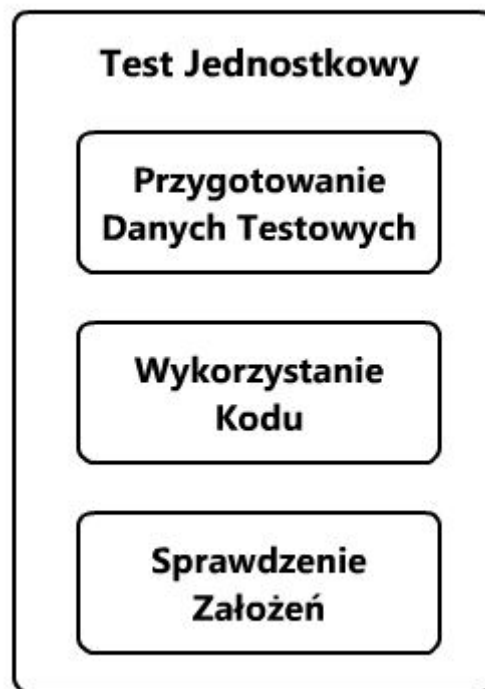 Test Jednostkowy
Przygotowanie
Danych Testowych
Wykorzystanie
Kodu
Sprawdzenie
Założeń